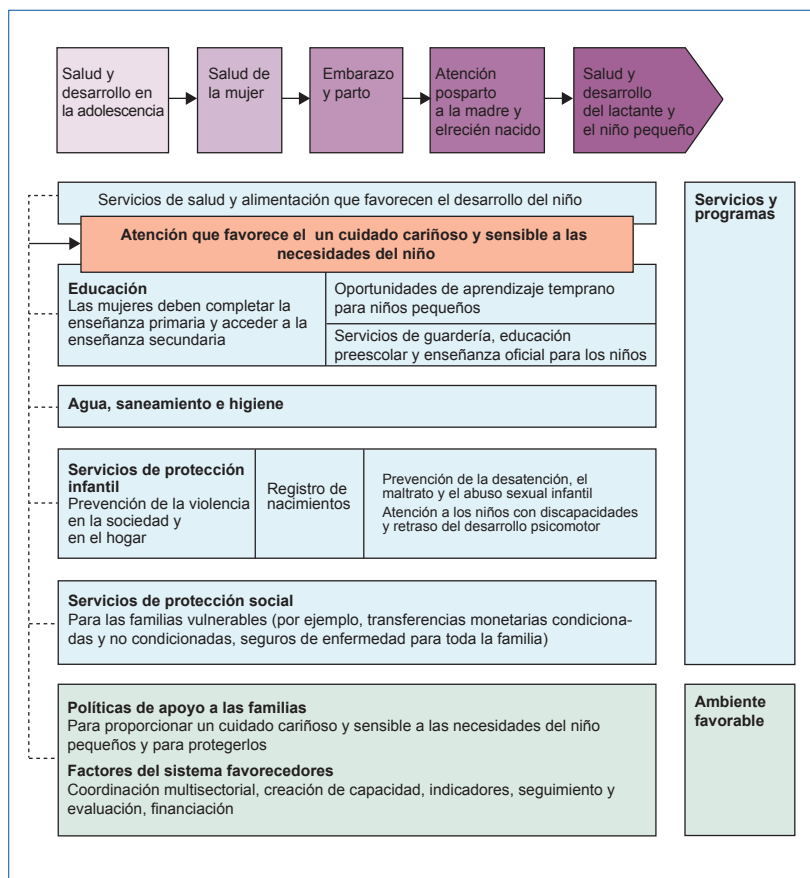 Salud y
desarrollo en
la adolescencia
Salud de
la mujer
Embarazo
y parto
Atención
posparto
a la madre y
elrecién nacido
Salud y
desarrollo
del lactante y
el niño pequeño
Servicios de salud y alimentación que favorecen el desarrollo del niño
Servicios y
programas
Atención que favorece el un cuidado cariñoso y sensible a las
necesidades del niño
Educación
Las mujeres deben completar la
enseñanza primaria y acceder a la
enseñanza secundaria
Oportunidades de aprendizaje temprano
para niños pequeños
Servicios de guardería, educación
preescolar y enseñanza oficial para los niños
Agua, saneamiento e higiene
Servicios de protección
infantil
Prevención de la violencia
en la sociedad y
en el hogar
Registro de
nacimientos
Prevención de la desatención, el
maltrato y el abuso sexual infantil
Atención a los niños con discapacidades
y retraso del desarrollo psicomotor
Servicios de protección social
Para las familias vulnerables (por ejemplo, transferencias monetarias condiciona-
das y no condicionadas, seguros de enfermedad para toda la familia)
Políticas de apoyo a las familias
Para proporcionar un cuidado cariñoso y sensible a las necesidades del niño
pequeños y para protegerlos
Factores del sistema favorecedores
Coordinación multisectorial, creación de capacidad, indicadores, seguimiento y
evaluación, financiación
Ambiente
favorable